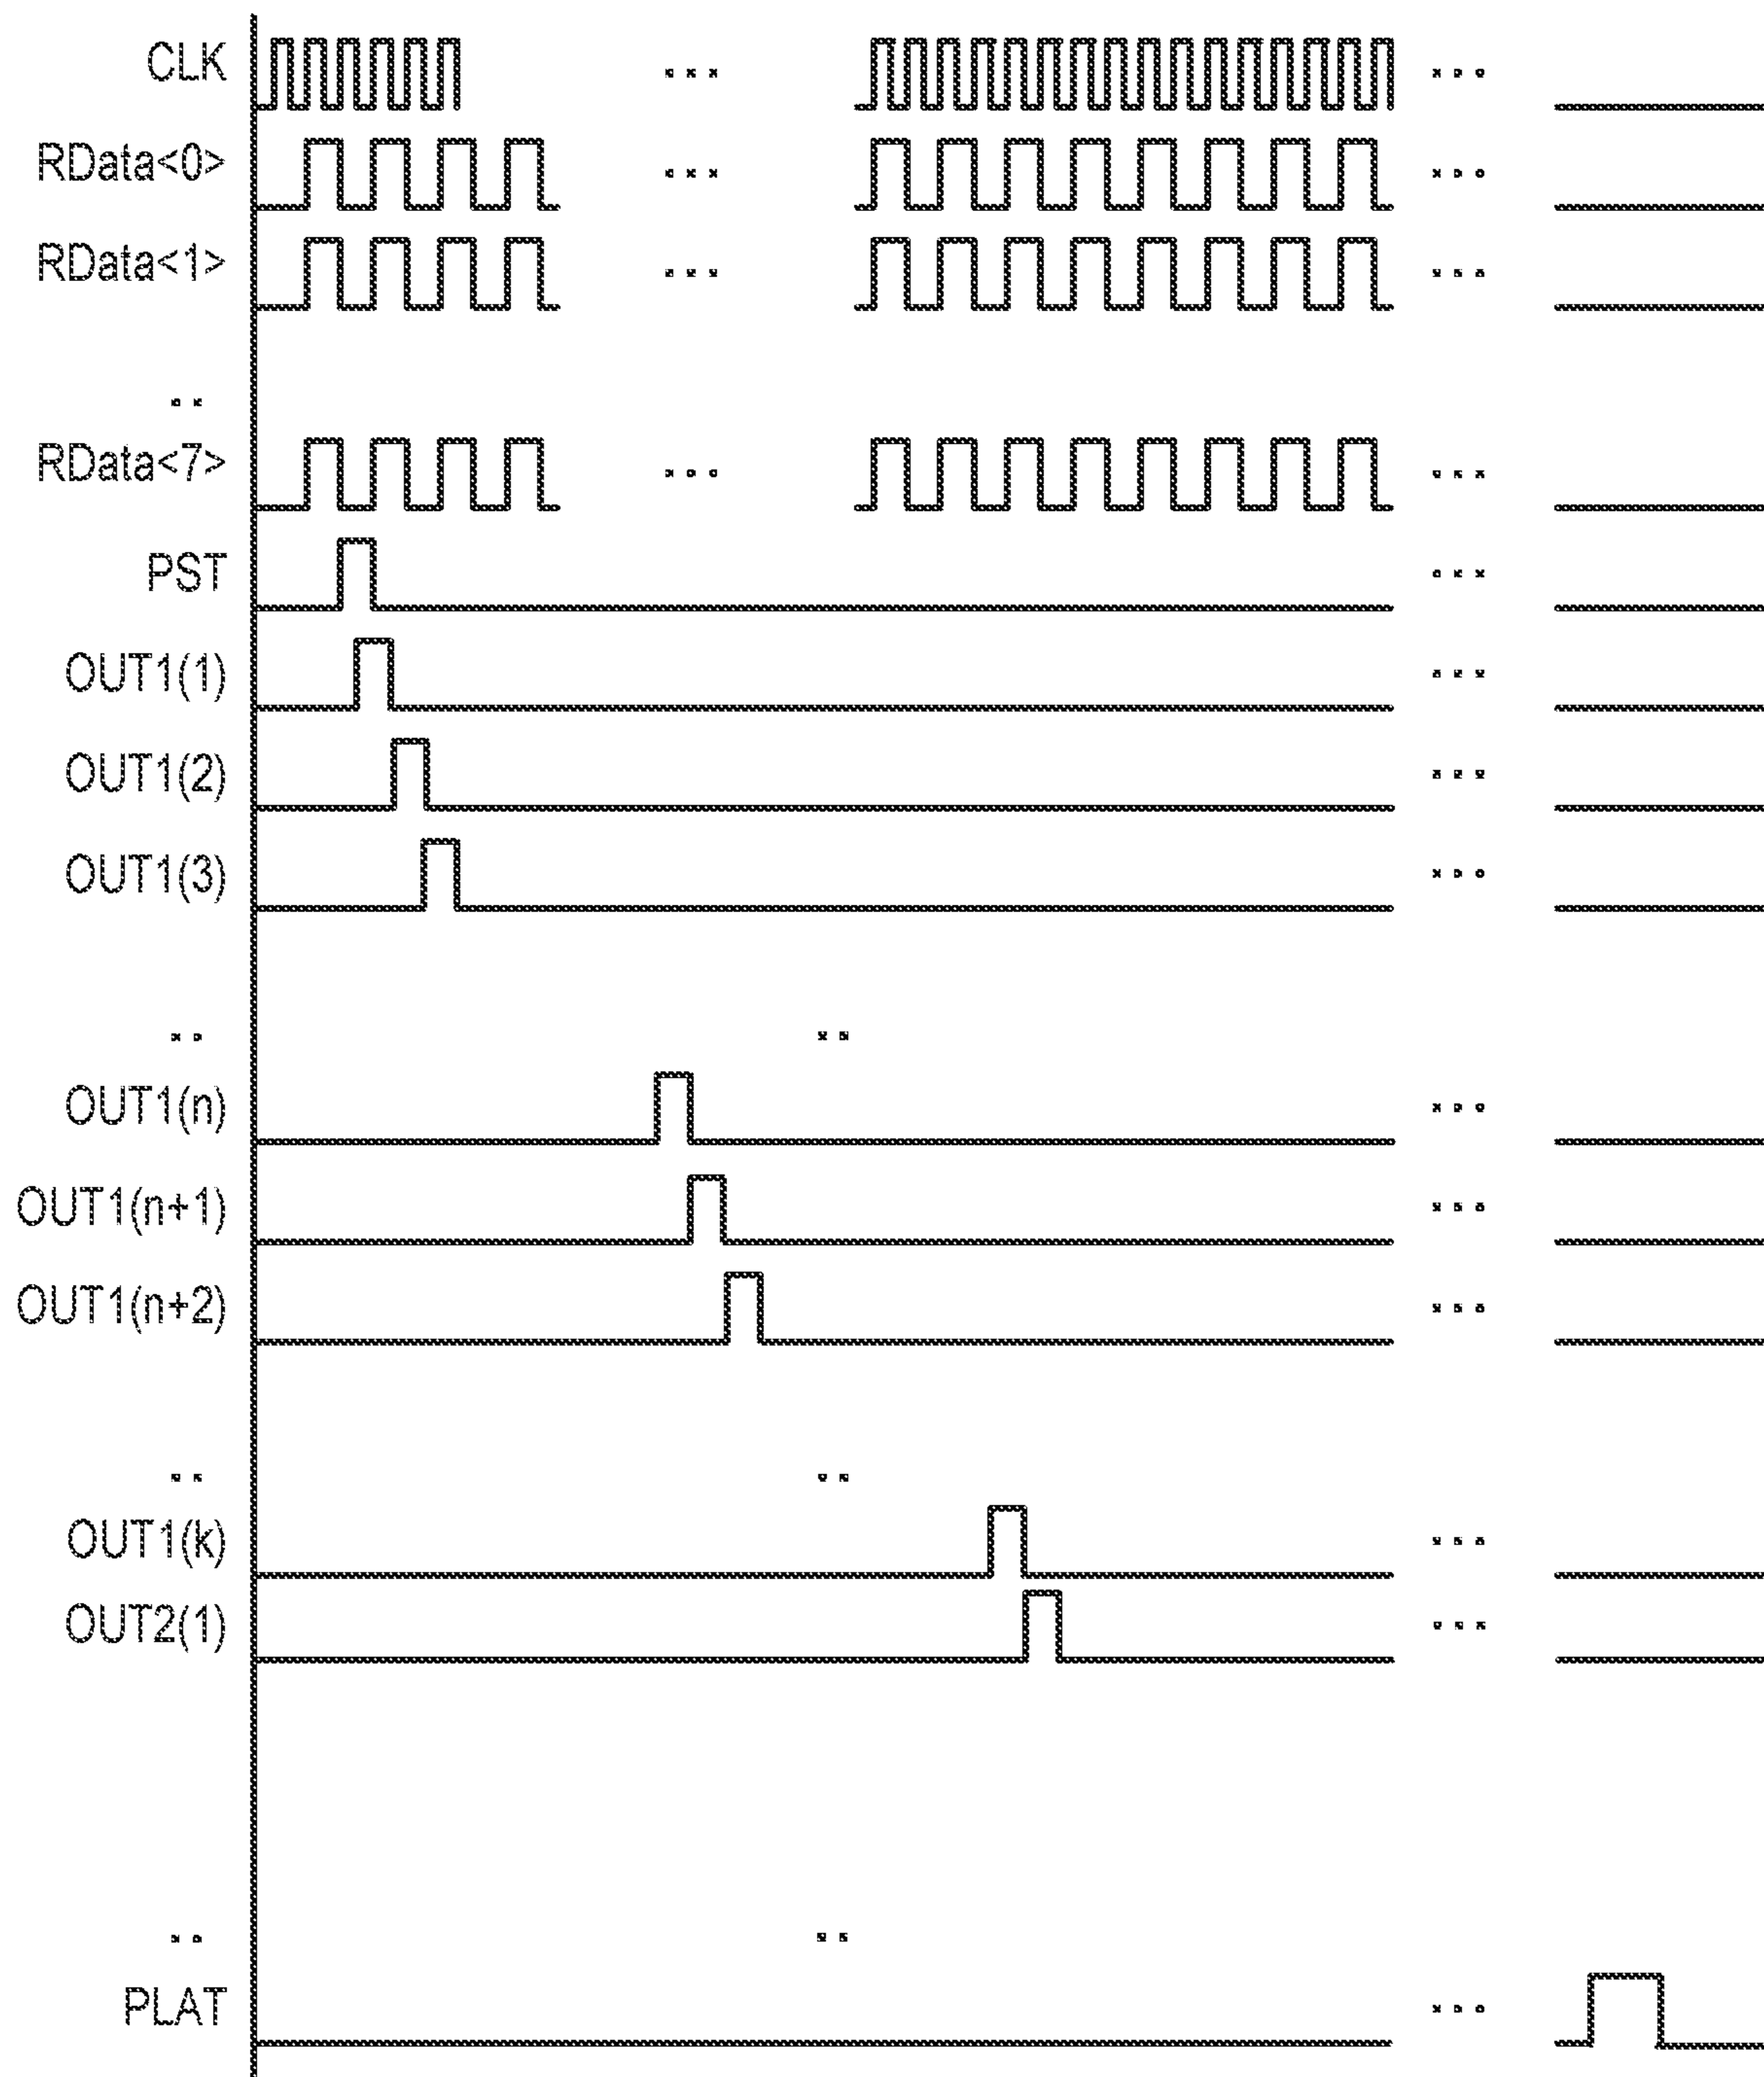 CLK
RData<0>
RData<1>
RData<7>
PST
OUT1(1)
OUT1(2)
OUT1(3)
OUT1(n)
OUT1(n+1)
OUT1(n+2)
OUT1(k)
OUT2(1)
PLAT